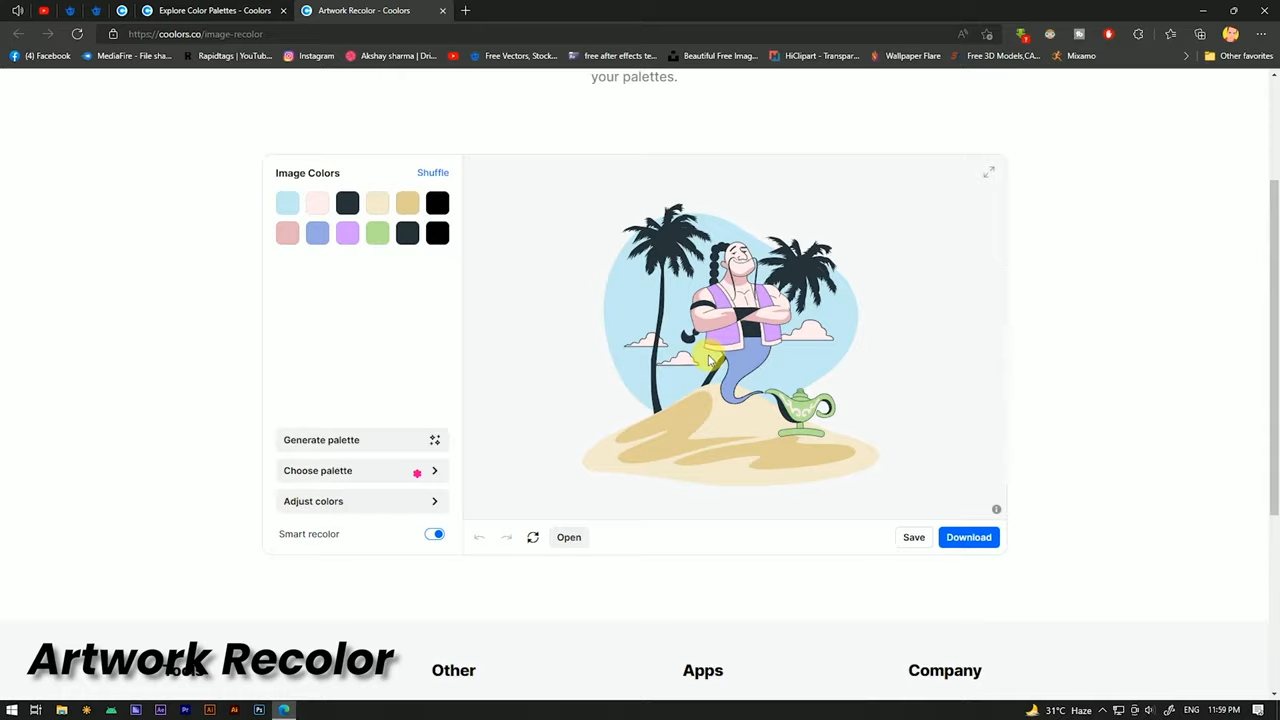 Explore Color Palettes - Coolors
Artwork Recolor - Coolors
https://coolors.co/image-recolor
(4) Facebook
MediaFire - File sha...
Rapidtags | YouTub...
Instagram
Akshay sharma | Dri...
Free Vectors, Stock...
free after effects te...
Beautiful Free Imag...
HiClipart - Transpar...
Wallpaper Flare
Free 3D Models,CA...
Mixamo
Other favorites
your palettes.
Image Colors
Shuffle
Generate palette
Choose palette
Adjust colors
Smart recolor
Open
Save
Download
Artwork Recolor
Other
Apps
Company
31°C Haze
11:59 PM